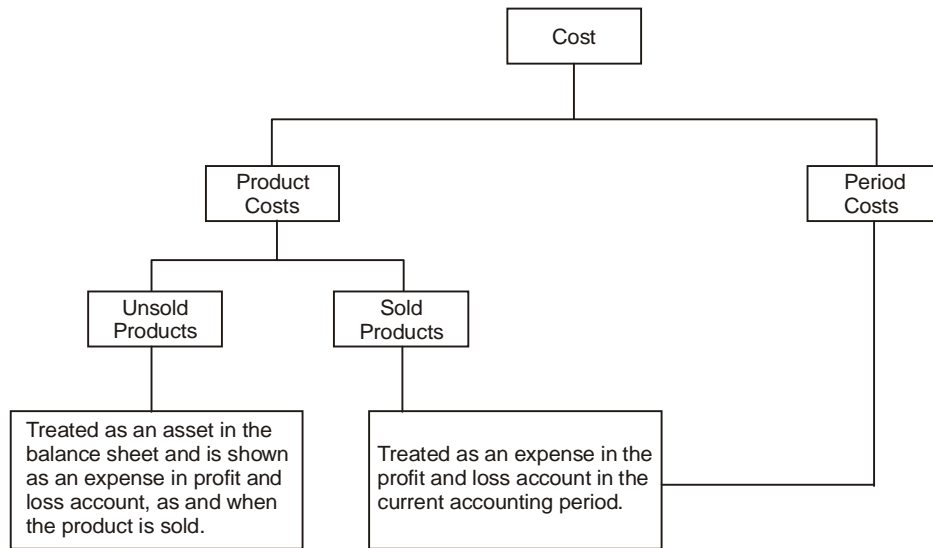 Cost
Product
Costs
Period
Costs
Unsold
Products
Sold
Products
Treated as an asset in the
balance sheet and is shown
as an expense in profit and
loss account, as and when
the product is sold.
Treated as an expense in the
profit and loss account in the
current accounting period.